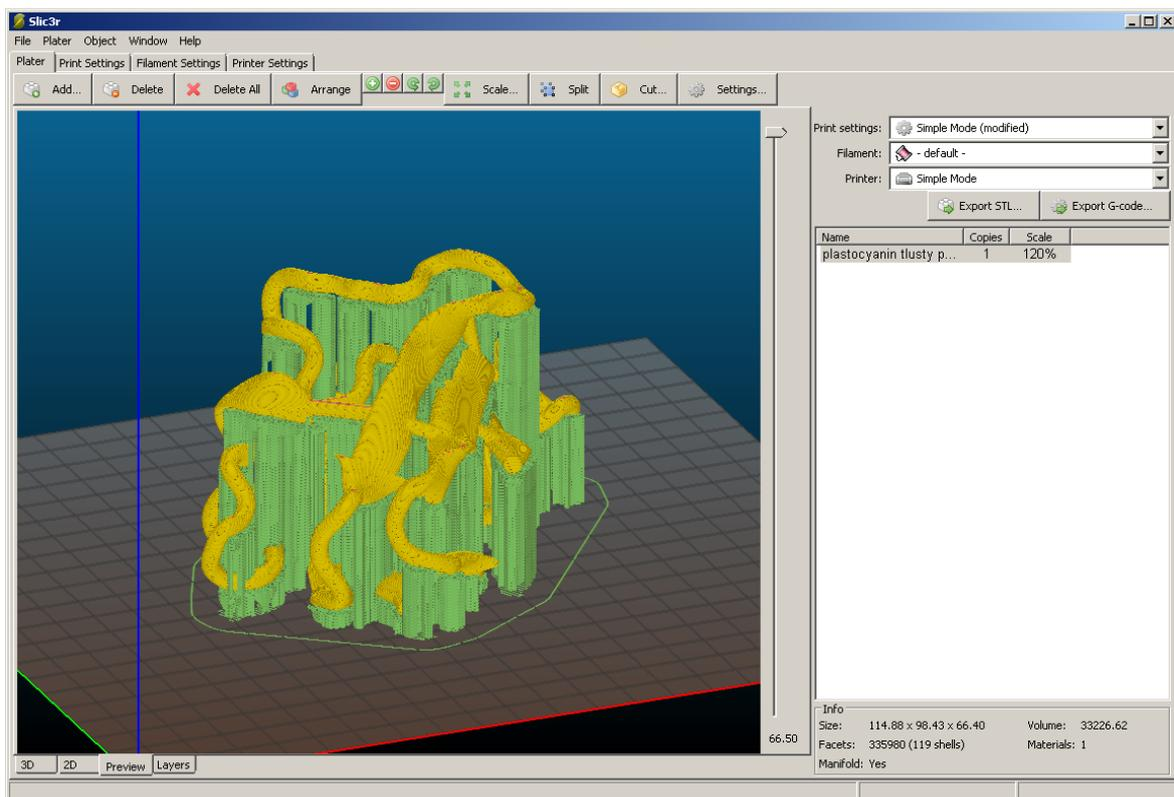 Slic3r
File Plater Object Window Help
Plater Print Settings Filament Settings Printer Settings
Add... Delete Delete All Arrange Scale... Split Cut... Settings...
Print settings: Simple Mode (modified)
Filament: - default -
Printer: Simple Mode
Export STL... Export G-code...
Name Copies Scale
plastocyanin tlusty p... 1 120%
Info
Size: 114.88 x 98.43 x 66.40 Volume: 33226.62
Facets: 335980 (119 shells) Materials: 1
Manifold: Yes
66.50
3D 2D Preview Layers